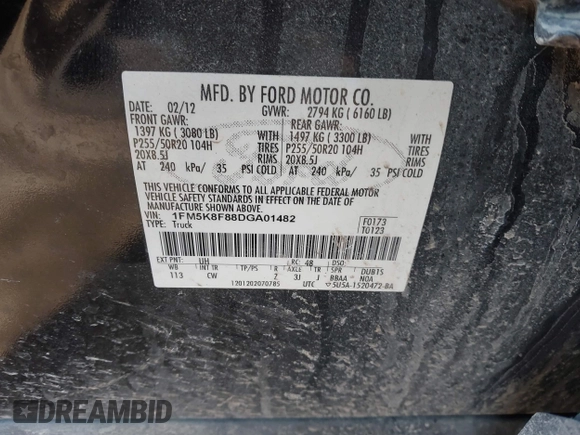 MFD. BY FORD MOTOR CO.
DATE: 02/12 GVWR: 2794 KG ( 6160 LB)
FRONT GAWR: REAR GAWR:
1397 KG ( 3080 LB) WITH 1497 KG ( 3300 LB) WITH
P255/50R20 104H TIRES P255/50R20 104H TIRES
20X8.5J RIMS 20X8.5J RIMS
AT 240 kPa/ 35 PSI COLD AT 240 kPa/ 35 PSI COLD
THIS VEHICLE CONFORMS TO ALL APPLICABLE FEDERAL MOTOR
VEHICLE SAFETY STANDARDS IN EFFECT ON THE DATE OF
MANUFACTURE SHOWN ABOVE.
VIN: 1FM5K8F88DGA01482 F0173
TYPE: Truck T0123
EXT PNT: UH RC: 48 DSO:
WB INT TR TP/PS R AXLE TR SPR DUB1S
113 CW Z 3J J BBAA NOA
UTC 5U5A-1520472-BA
DREAMBID